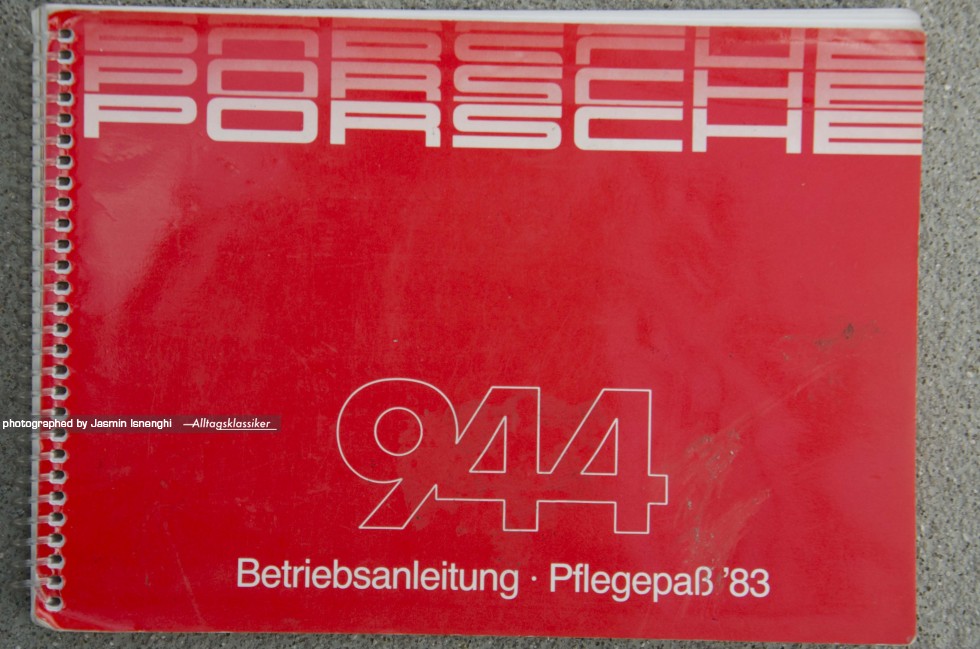 PORSCHE
PORSCHE
PORSCHE
944
photographed by Jasmin Isnenghi —Alltagsklassiker
Betriebsanleitung · Pflegepaß '83